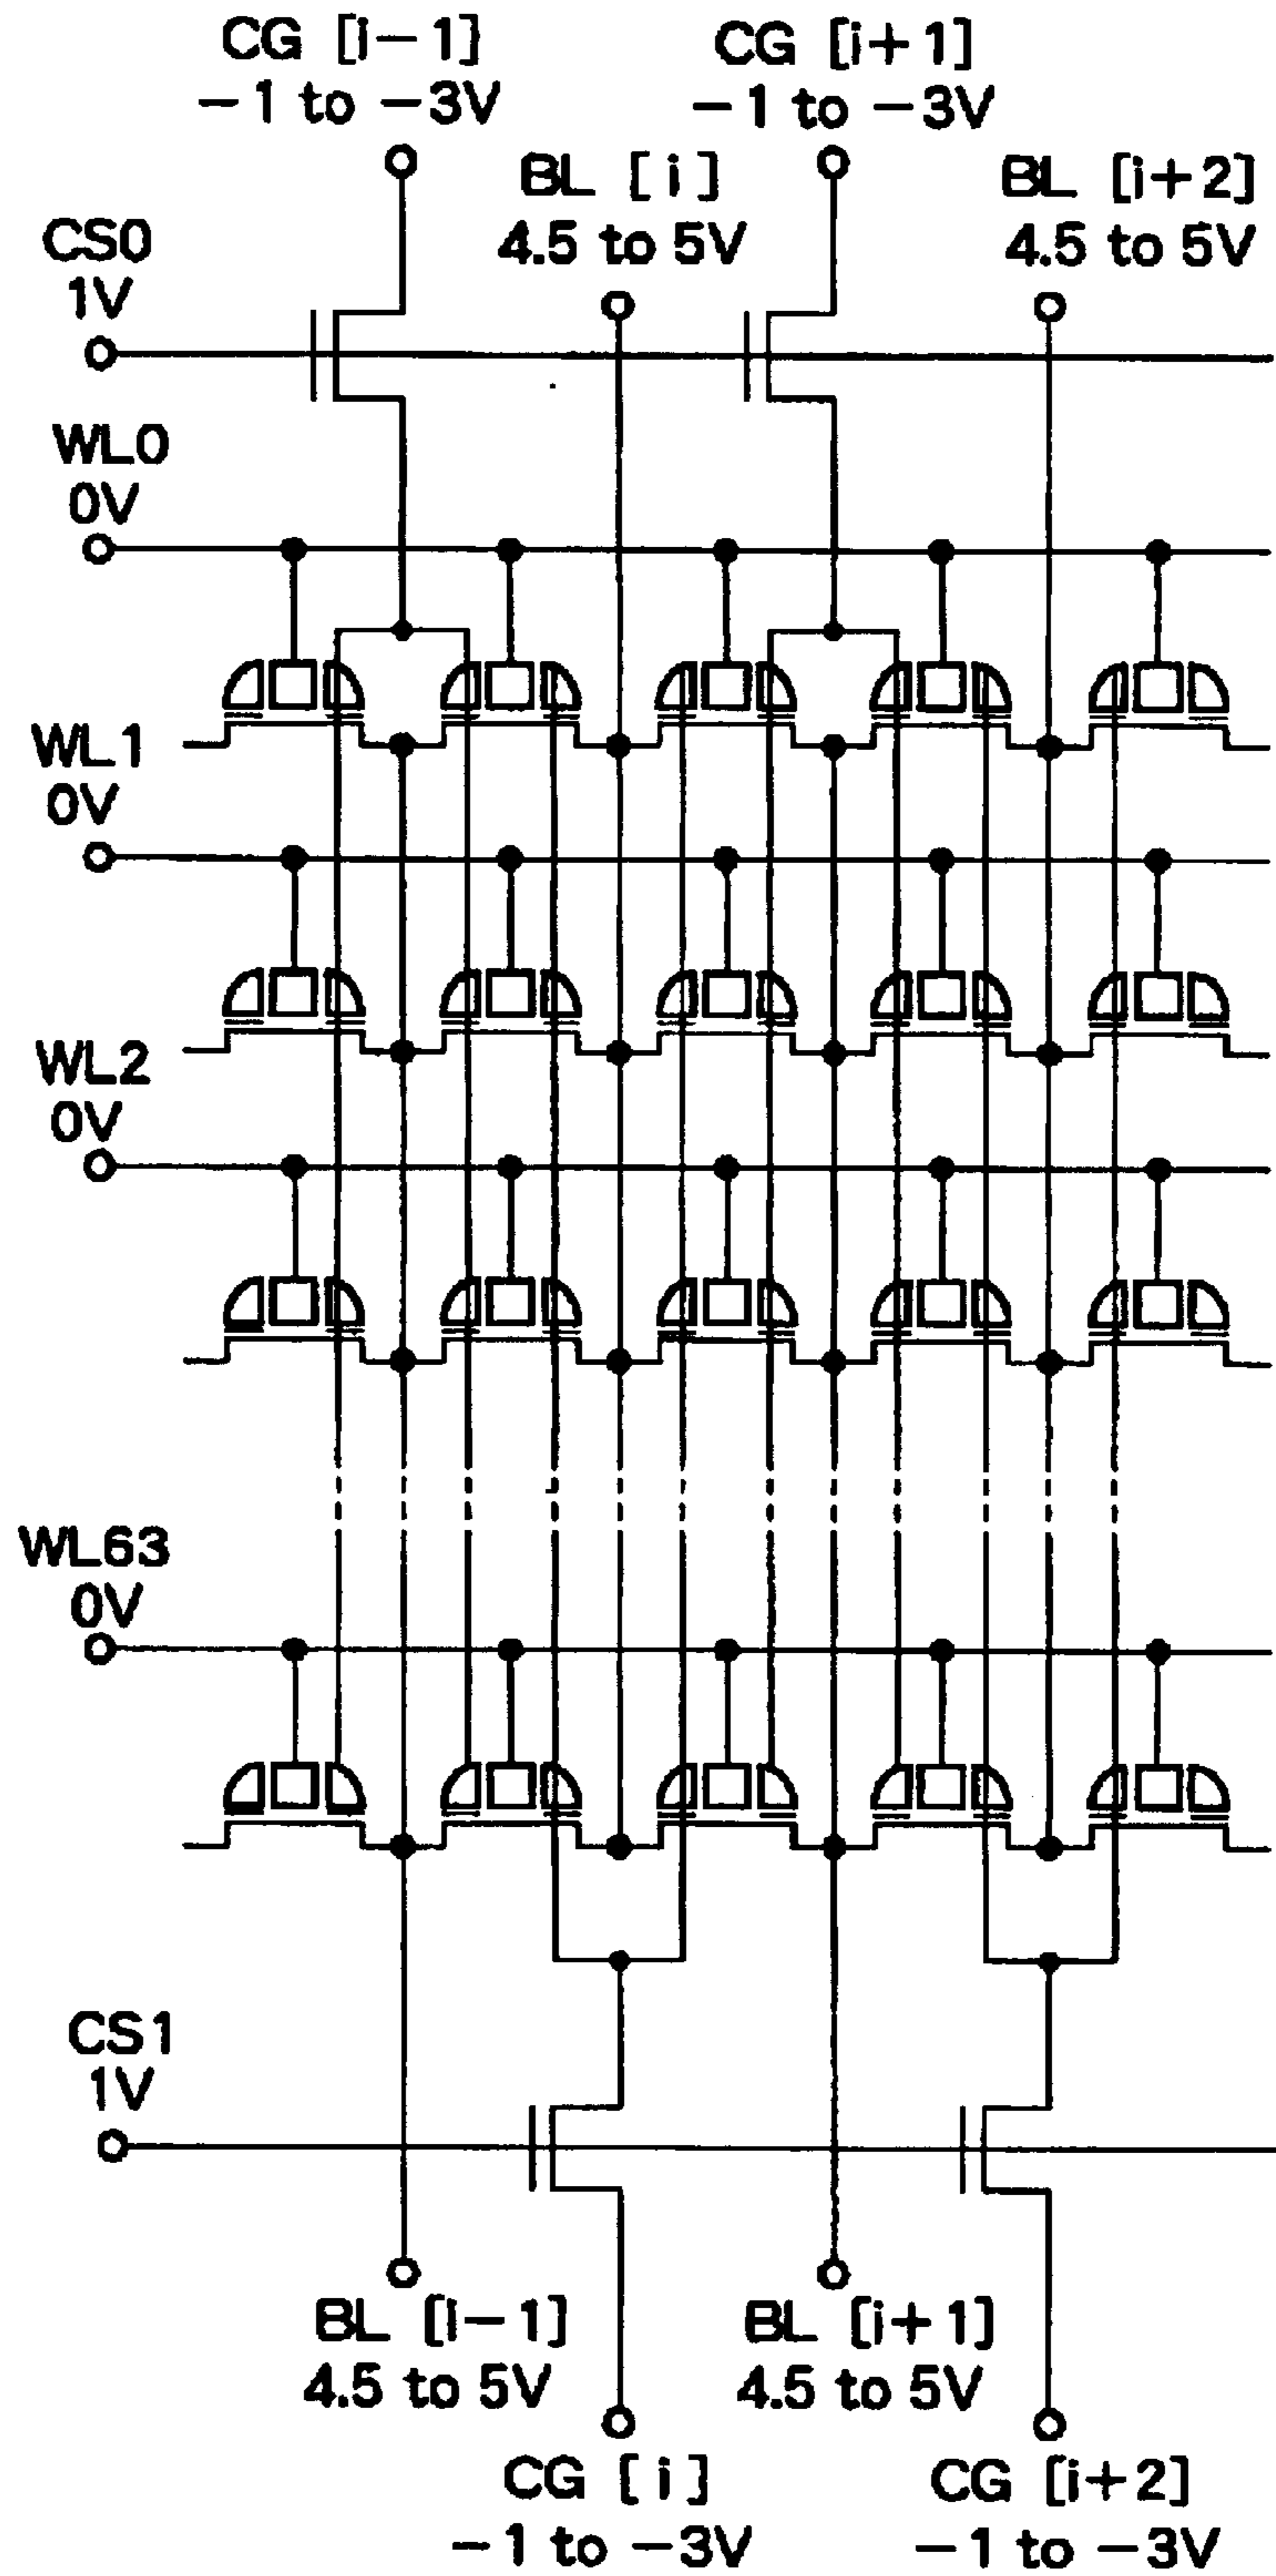 CG [i−1]
−1 to −3V
CG [i+1]
−1 to −3V
BL [i]
4.5 to 5V
BL [i+2]
4.5 to 5V
CS0
1V
WL0
0V
WL1
0V
WL2
0V
WL63
0V
CS1
1V
BL [i−1]
4.5 to 5V
BL [i+1]
4.5 to 5V
CG [i]
−1 to −3V
CG [i+2]
−1 to −3V